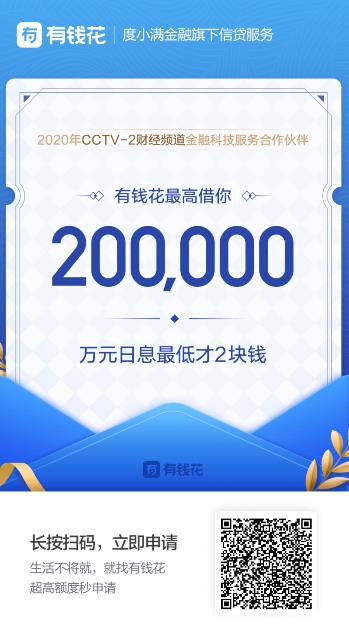 有钱花 度小满金融旗下信贷服务
2020年CCTV-2财经频道金融科技服务合作伙伴
有钱花最高借你
200,000
万元日息最低才2块钱
有钱花
长按扫码，立即申请
生活不将就，就找有钱花
超高额度秒申请